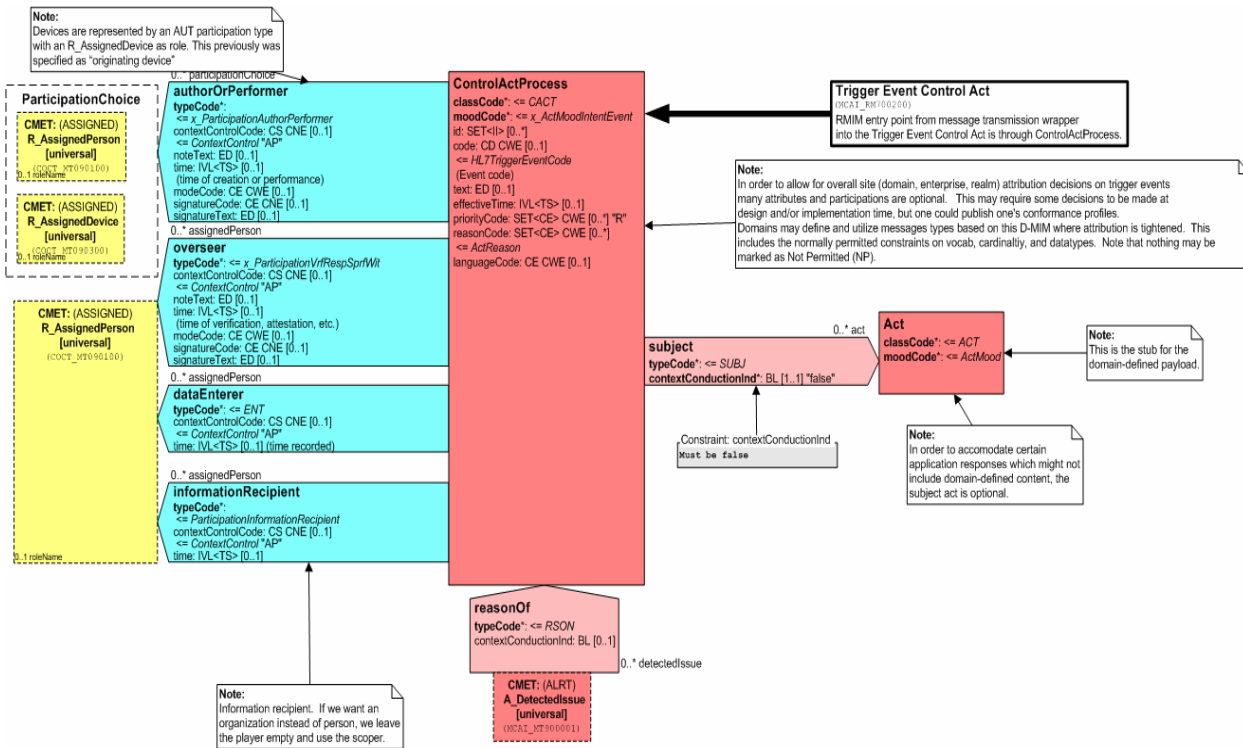 Note:
Devices are represented by an AUT participation type
with an R_AssignedDevice as role. This previously was
specified as "originating device"
0..* participationChoice
ParticipationChoice
CMET: (ASSIGNED)
R_AssignedPerson
[universal]
(COCT_MT090100)
0..1 roleName
CMET: (ASSIGNED)
R_AssignedDevice
[universal]
(COCT_MT090300)
0..1 roleName
CMET: (ASSIGNED)
R_AssignedPerson
[universal]
(COCT_MT090100)
0..1 roleName
authorOrPerformer
typeCode*:
<= x_ParticipationAuthorPerformer
contextControlCode: CS CNE [0..1]
<= ContextControl "AP"
noteText: ED [0..1]
time: IVL<TS> [0..1]
(time of creation or performance)
modeCode: CE CWE [0..1]
signatureCode: CE CNE [0..1]
signatureText: ED [0..1]
0..* assignedPerson
overseer
typeCode*: <= x_ParticipationVrfRespSprfWit
contextControlCode: CS CNE [0..1]
<= ContextControl "AP"
noteText: ED [0..1]
time: IVL<TS> [0..1]
(time of verification, attestation, etc.)
modeCode: CE CWE [0..1]
signatureCode: CE CNE [0..1]
signatureText: ED [0..1]
0..* assignedPerson
dataEnterer
typeCode*: <= ENT
contextControlCode: CS CNE [0..1]
<= ContextControl "AP"
time: IVL<TS> [0..1] (time recorded)
0..* assignedPerson
informationRecipient
typeCode*:
<= ParticipationInformationRecipient
contextControlCode: CS CNE [0..1]
<= ContextControl "AP"
time: IVL<TS> [0..1]
Note:
Information recipient. If we want an
organization instead of person, we leave
the player empty and use the scoper.
ControlActProcess
classCode*: <= CACT
moodCode*: <= x_ActMoodIntentEvent
id: SET<II> [0..*]
code: CD CWE [0..1]
<= HL7TriggerEventCode
(Event code)
text: ED [0..1]
effectiveTime: IVL<TS> [0..1]
priorityCode: SET<CE> CWE [0..*] "R"
reasonCode: SET<CE> CWE [0..*]
<= ActReason
languageCode: CE CWE [0..1]
reasonOf
typeCode*: <= RSON
contextConductionInd: BL [0..1]
0..* detectedIssue
CMET: (ALRT)
A_DetectedIssue
[universal]
(MCAI_MT900001)
Trigger Event Control Act
(MCAI_RM700200)
RMIM entry point from message transmission wrapper
into the Trigger Event Control Act is through ControlActProcess.
Note:
In order to allow for overall site (domain, enterprise, realm) attribution decisions on trigger events
many attributes and participations are optional. This may require some decisions to be made at
design and/or implementation time, but one could publish one's conformance profiles.
Domains may define and utilize messages types based on this D-MIM where attribution is tightened. This
includes the normally permitted constraints on vocab, cardinaltiy, and datatypes. Note that nothing may be
marked as Not Permitted (NP).
0..* act
subject
typeCode*: <= SUBJ
contextConductionInd*: BL [1..1] "false"
Constraint: contextConductionInd
Must be false
Act
classCode*: <= ACT
moodCode*: <= ActMood
Note:
This is the stub for the
domain-defined payload.
Note:
In order to accomodate certain
application responses which might not
include domain-defined content, the
subject act is optional.